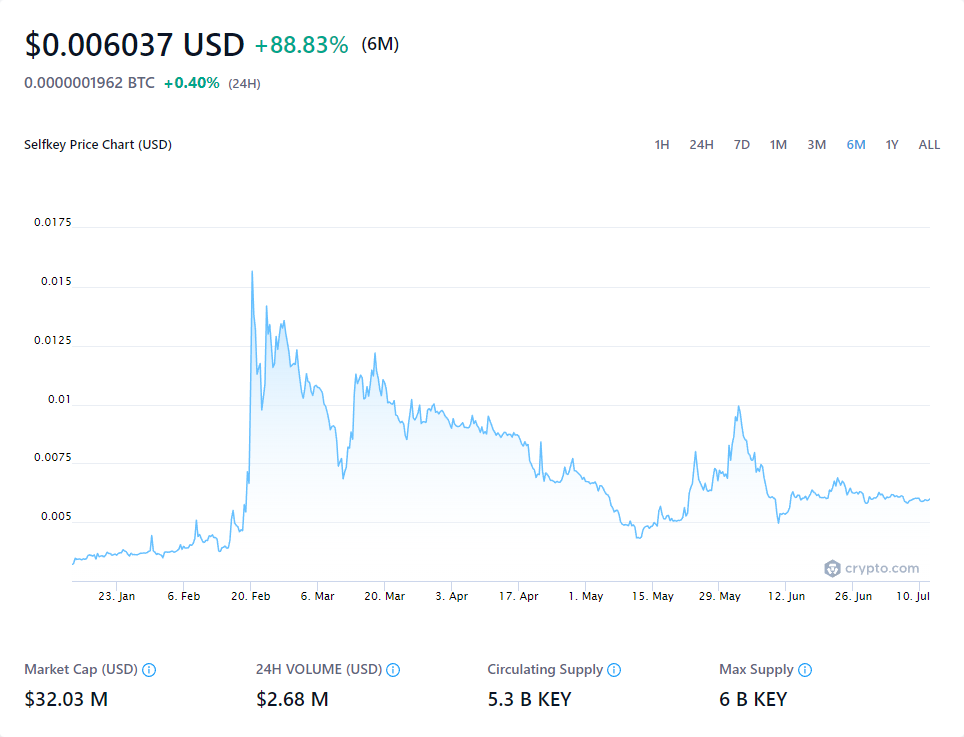 $0.006037 USD +88.83% (6M)
0.0000001962 BTC +0.40% (24H)
Selfkey Price Chart (USD) 1H 24H 7D 1M 3M 6M 1Y ALL
0.0175
0.015
0.0125
0.01
0.0075
0.005
crypto.com
23. Jan 6. Feb 20. Feb 6. Mar 20. Mar 3. Apr 17. Apr 1. May 15. May 29. May 12. Jun 26. Jun 10. Jul
Market Cap (USD) 24H VOLUME (USD) Circulating Supply Max Supply
$32.03 M $2.68 M 5.3 B KEY 6 B KEY